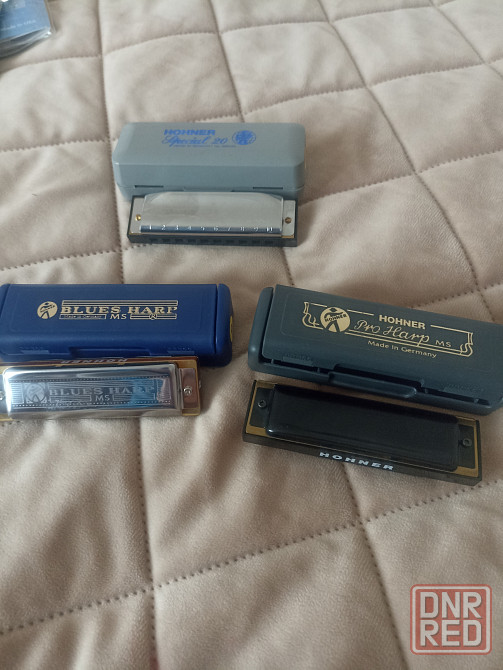 HOHNER
Special 20
BLUES HARP
MS
HOHNER
Pro Harp MS
Made in Germany
HOHNER
BLUES HARP
MS
HOHNER
DNR
RED